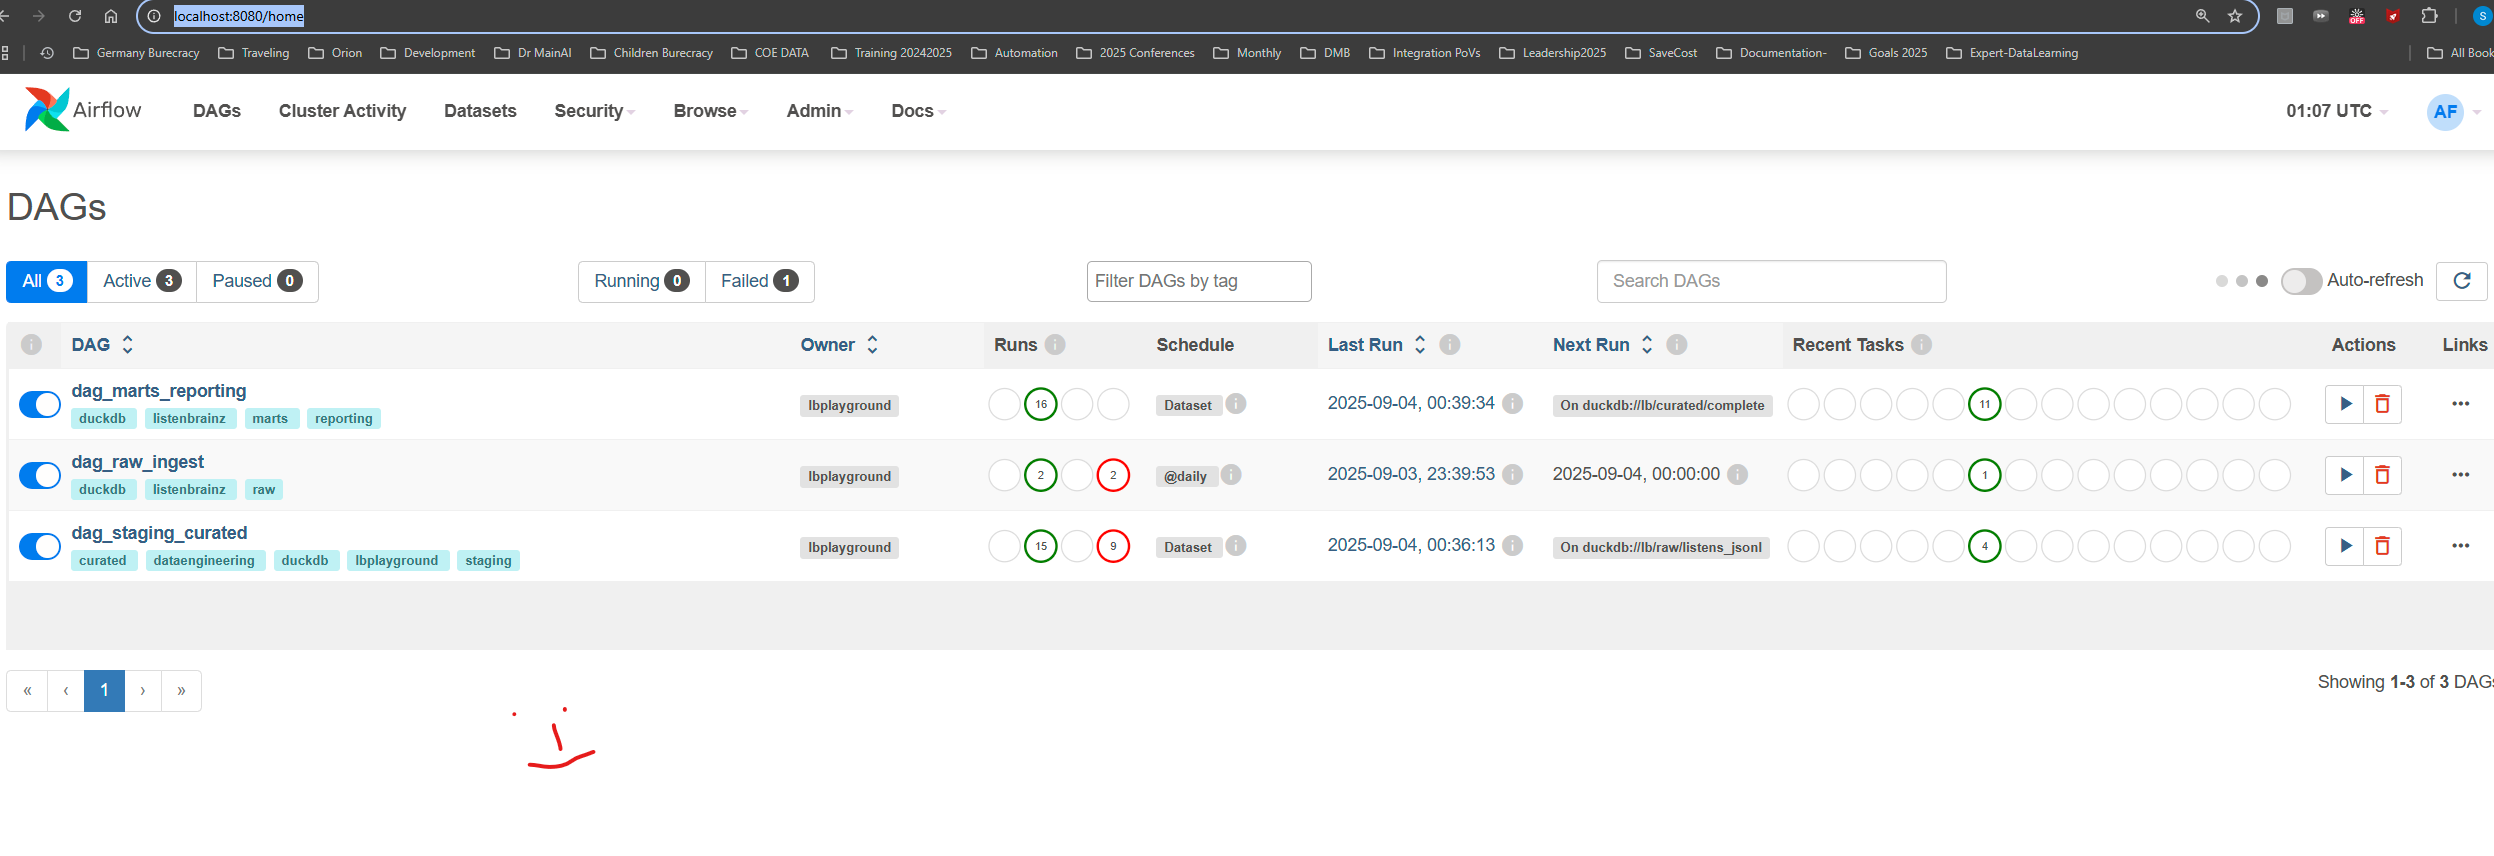 localhost:8080/home
OFF
S
Germany Burecracy Traveling Orion Development Dr MainAI Children Burecracy COE DATA Training 20242025 Automation 2025 Conferences Monthly DMB Integration PoVs Leadership2025 SaveCost Documentation- Goals 2025 Expert-DataLearning All Book
Airflow DAGs Cluster Activity Datasets Security Browse Admin Docs 01:07 UTC AF
DAGs
All 3 Active 3 Paused 0 Running 0 Failed 1 Filter DAGs by tag Search DAGs Auto-refresh
i DAG Owner Runs i Schedule Last Run i Next Run i Recent Tasks i Actions Links
dag_marts_reporting
duckdb listenbrainz marts reporting
lbplayground 16 Dataset i 2025-09-04, 00:39:34 i On duckdb://lb/curated/complete 11
dag_raw_ingest
duckdb listenbrainz raw
lbplayground 2 2 @daily i 2025-09-03, 23:39:53 i 2025-09-04, 00:00:00 i 1
dag_staging_curated
curated dataengineering duckdb lbplayground staging
lbplayground 15 9 Dataset i 2025-09-04, 00:36:13 i On duckdb://lb/raw/listens_jsonl 4
« ‹ 1 › »
Showing 1-3 of 3 DAGs